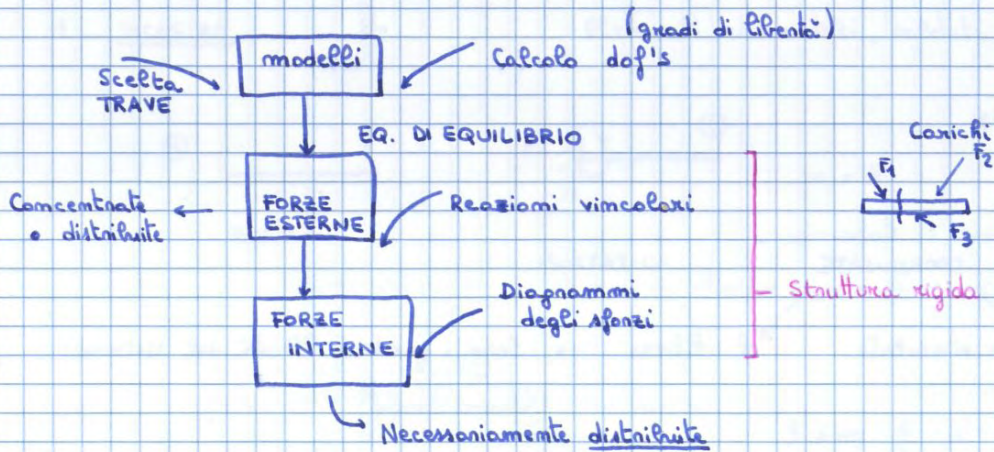 (gradi di libertà)
modelli
Calcolo dof's
Scelta
TRAVE
EQ. DI EQUILIBRIO
Carichi
F1
F2
FORZE
ESTERNE
Concentrate
o distribuite
Reazioni vincolari
F3
Struttura rigida
Diagrammi
degli sforzi
FORZE
INTERNE
Necessariamente distribuite